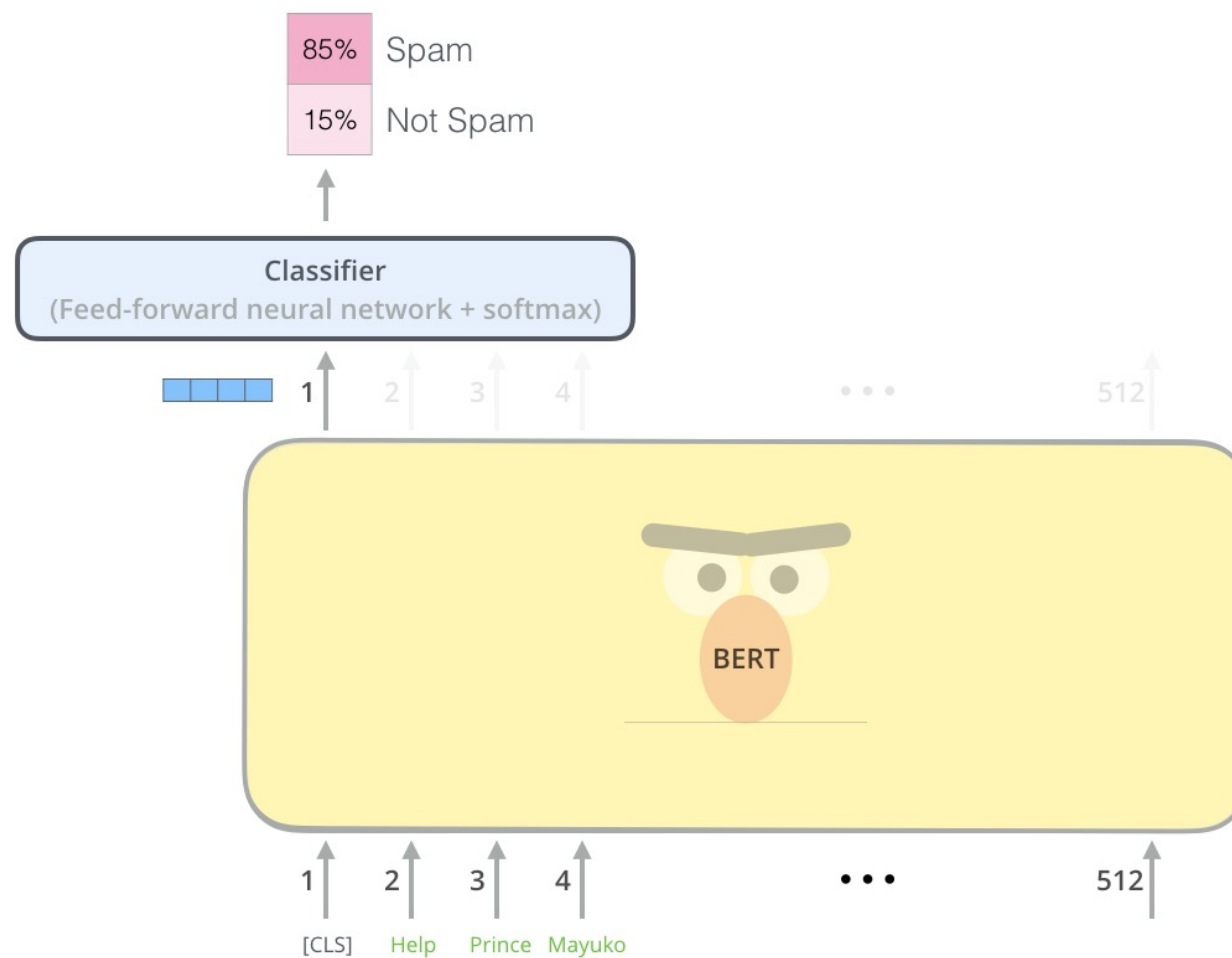 85% Spam
15% Not Spam
Classifier
(Feed-forward neural network + softmax)
1 2 3 4 ••• 512
BERT
1 2 3 4 ••• 512
[CLS] Help Prince Mayuko